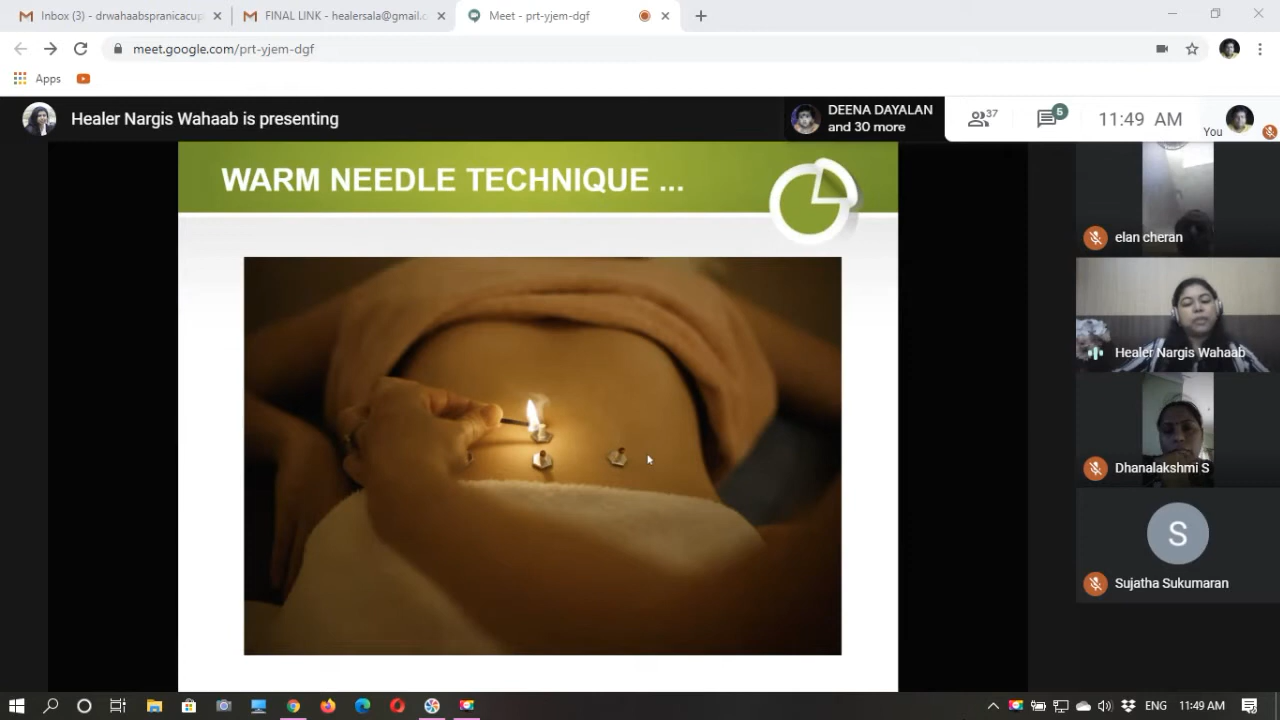 Inbox (3) - drwahaabspranicacup
FINAL LINK - healersala@gmail.c
Meet - prt-yjem-dgf
meet.google.com/prt-yjem-dgf
Apps
Healer Nargis Wahaab is presenting
DEENA DAYALAN
and 30 more
37
5
11:49 AM
You
WARM NEEDLE TECHNIQUE ...
elan cheran
Healer Nargis Wahaab
Dhanalakshmi S
S
Sujatha Sukumaran
ENG
11:49 AM